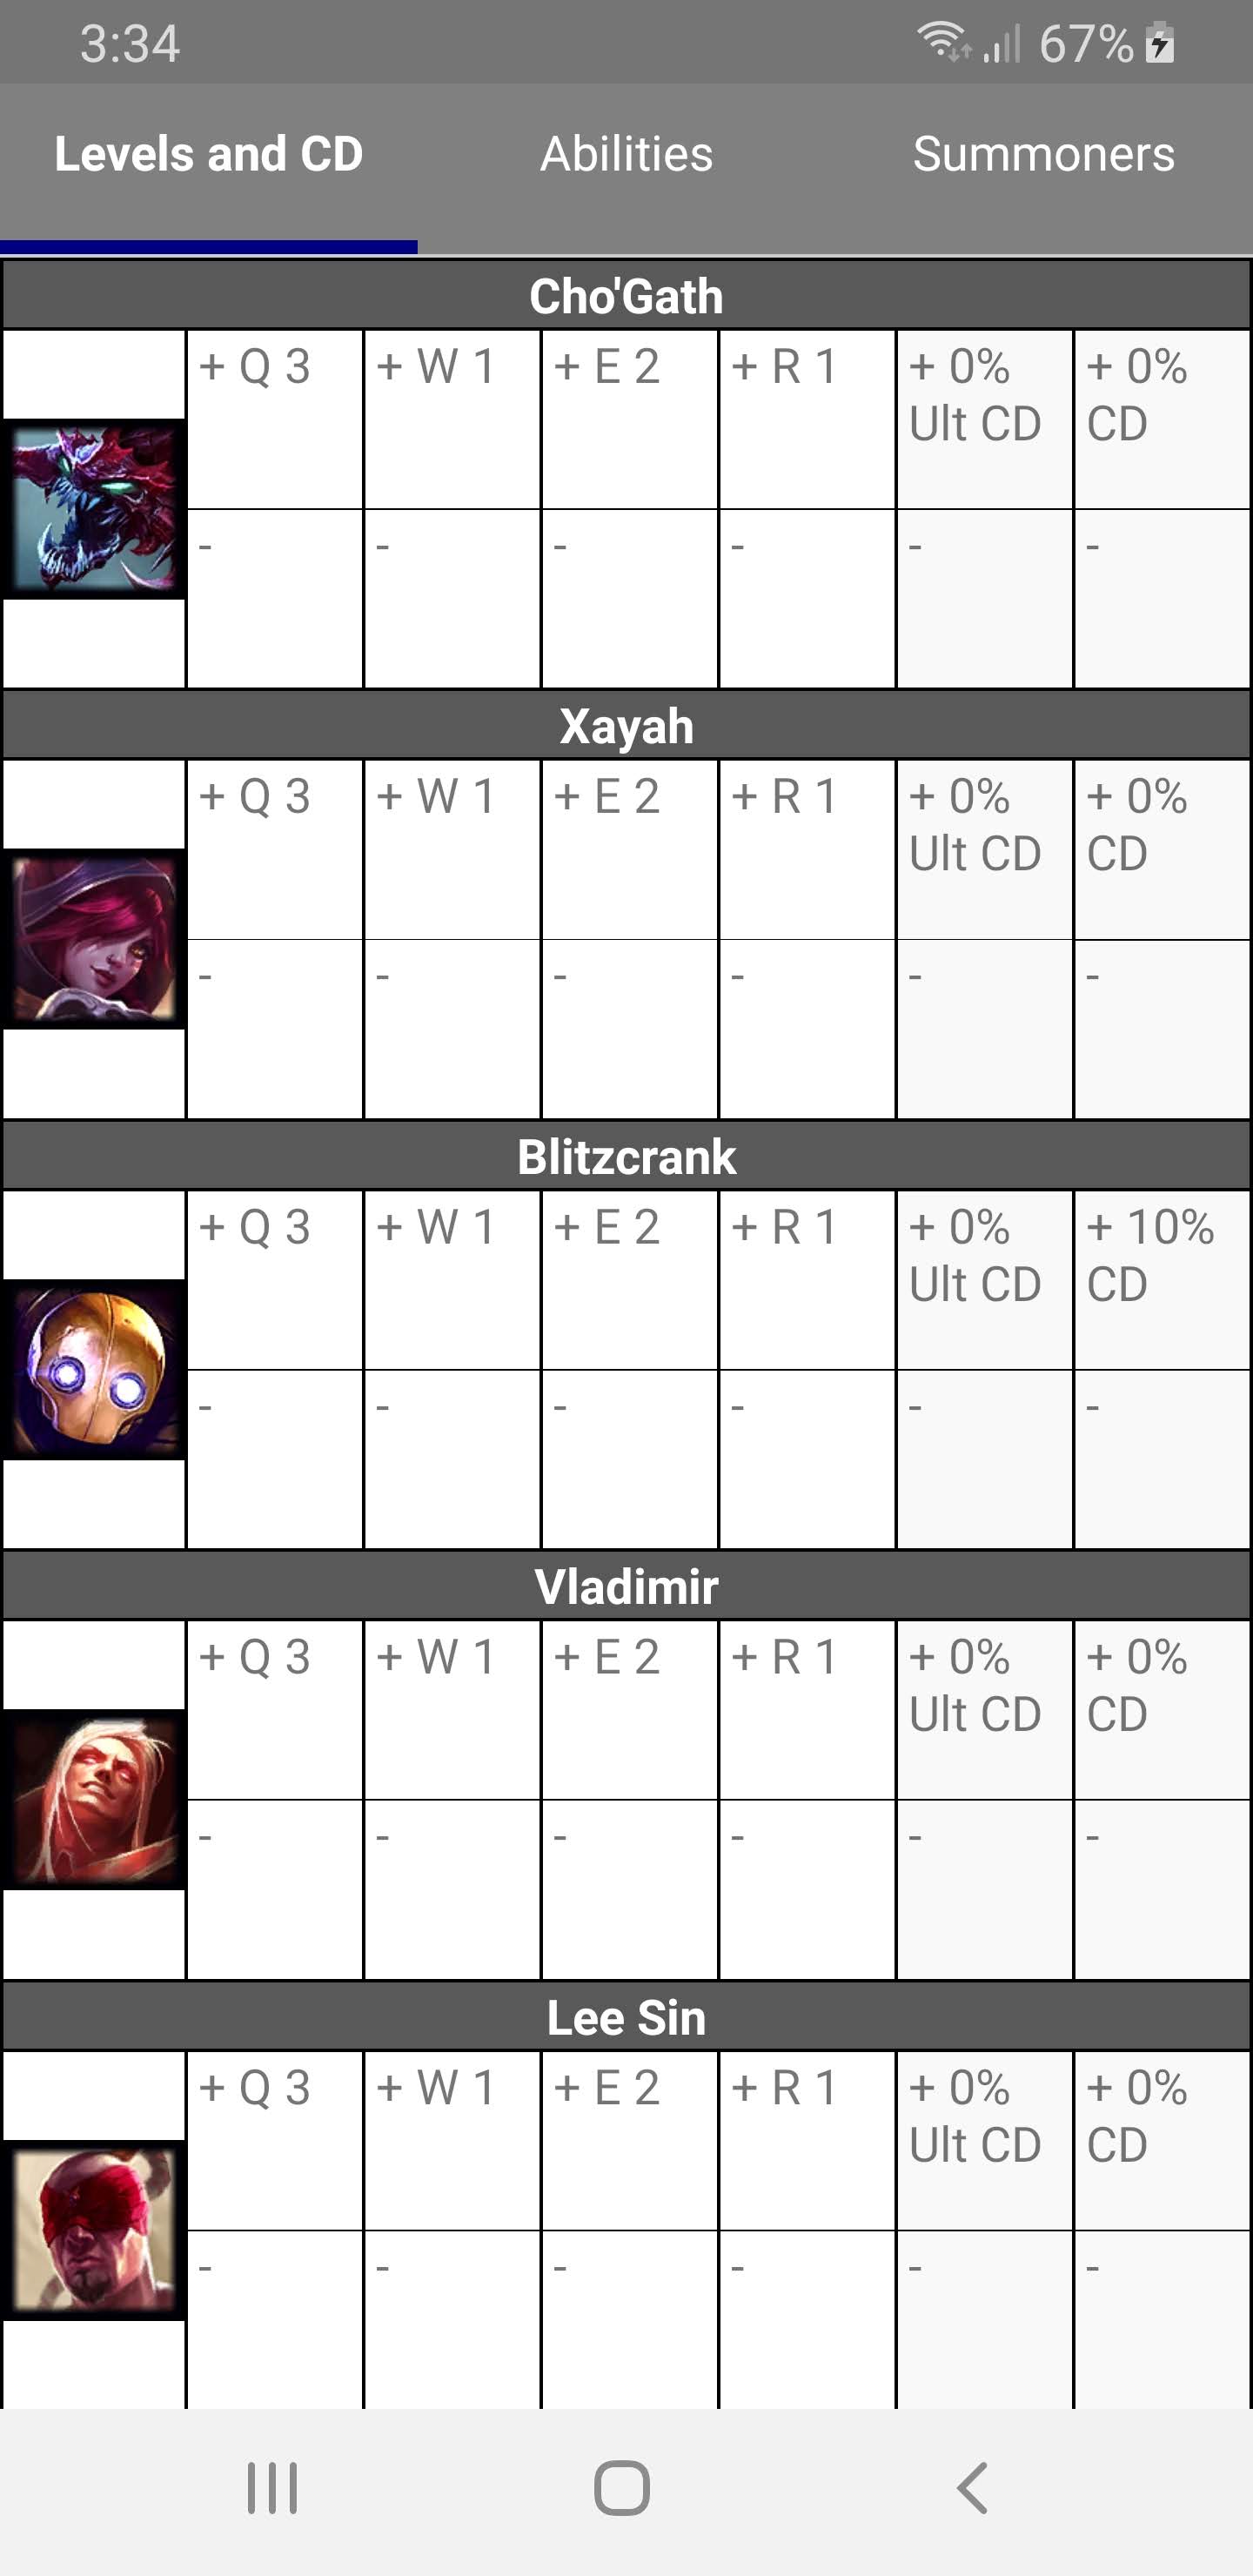 3:34 67%
Levels and CD Abilities Summoners
Cho'Gath
+ Q 3 + W 1 + E 2 + R 1 + 0% + 0%
Ult CD CD
- - - - - -
Xayah
+ Q 3 + W 1 + E 2 + R 1 + 0% + 0%
Ult CD CD
- - - - - -
Blitzcrank
+ Q 3 + W 1 + E 2 + R 1 + 0% + 10%
Ult CD CD
- - - - - -
Vladimir
+ Q 3 + W 1 + E 2 + R 1 + 0% + 0%
Ult CD CD
- - - - - -
Lee Sin
+ Q 3 + W 1 + E 2 + R 1 + 0% + 0%
Ult CD CD
- - - - - -